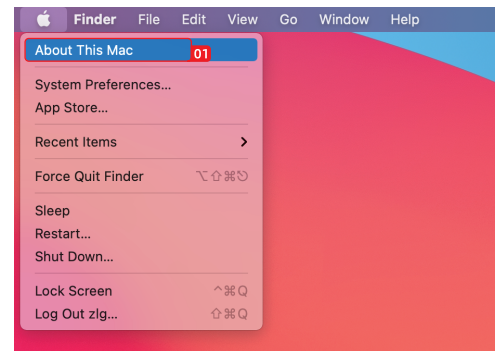 Finder File Edit View Go Window Help
About This Mac 01
System Preferences...
App Store...
Recent Items >
Force Quit Finder ⌥⇧⌘⎋
Sleep
Restart...
Shut Down...
Lock Screen ^⌘Q
Log Out zlg... ⇧⌘Q